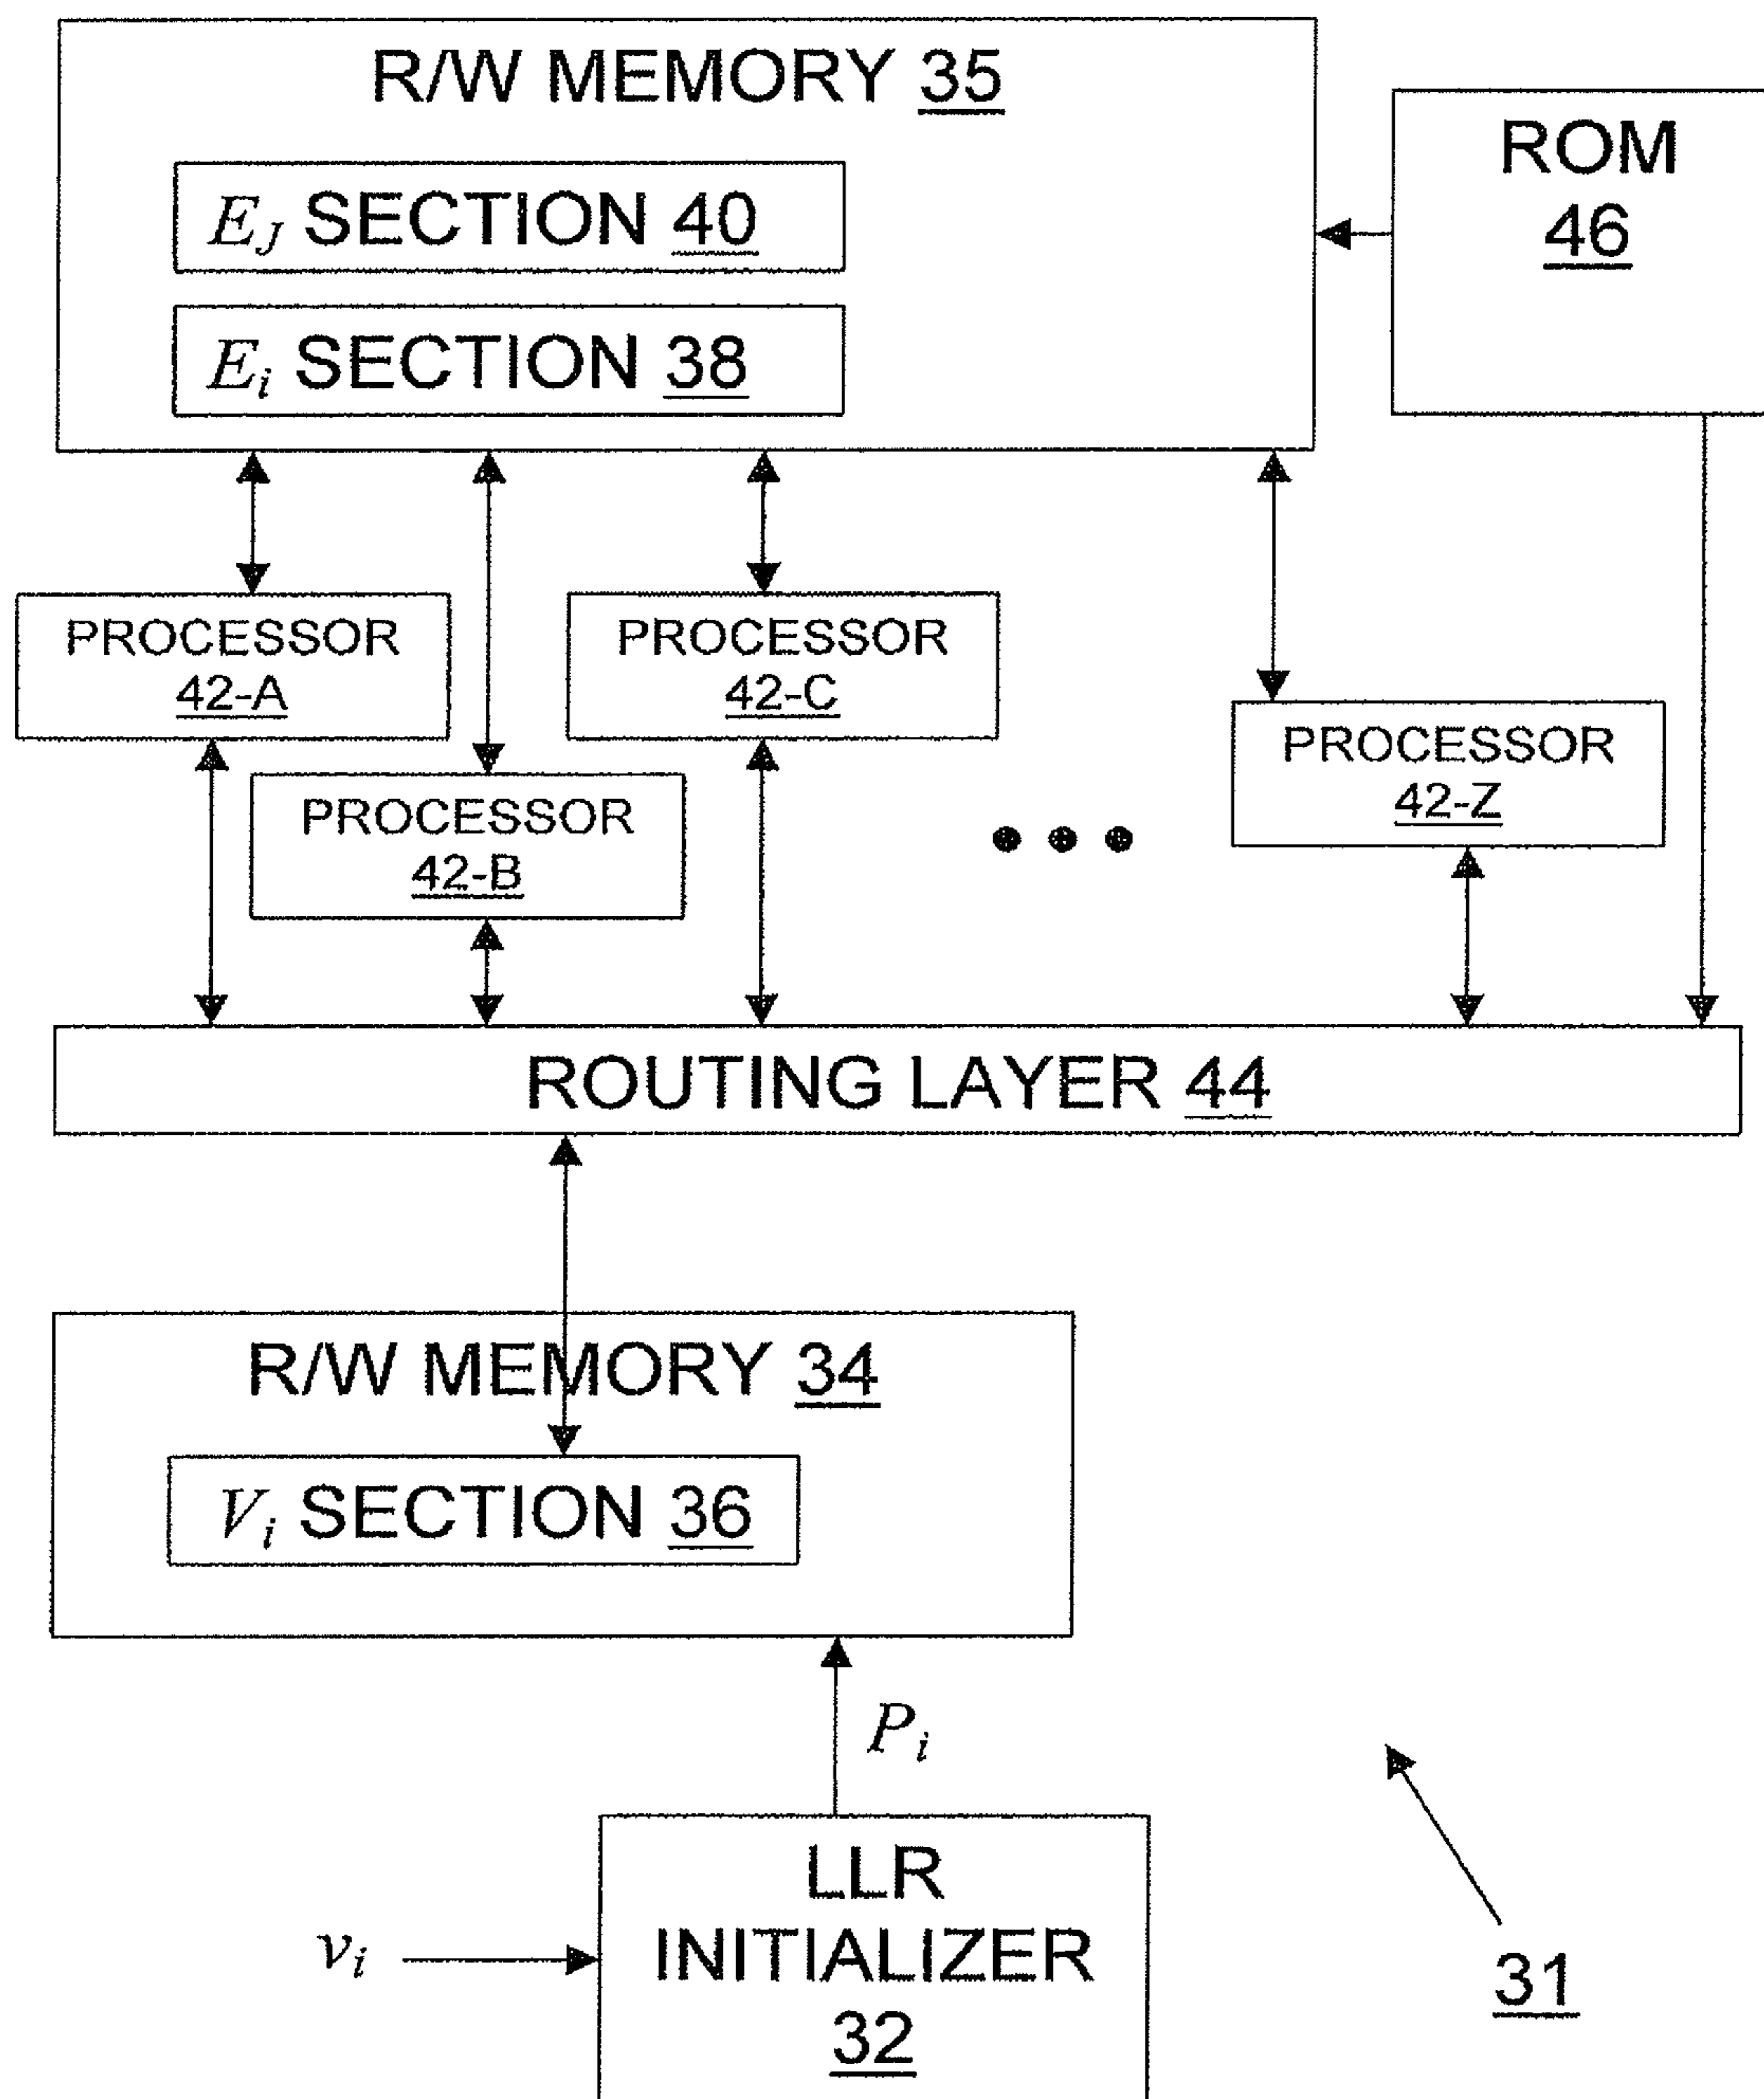 R/W MEMORY 35
E_J SECTION 40
E_i SECTION 38
ROM
46
PROCESSOR
42-A
PROCESSOR
42-B
PROCESSOR
42-C
PROCESSOR
42-Z
ROUTING LAYER 44
R/W MEMORY 34
V_i SECTION 36
P_i
v_i
LLR
INITIALIZER
32
31